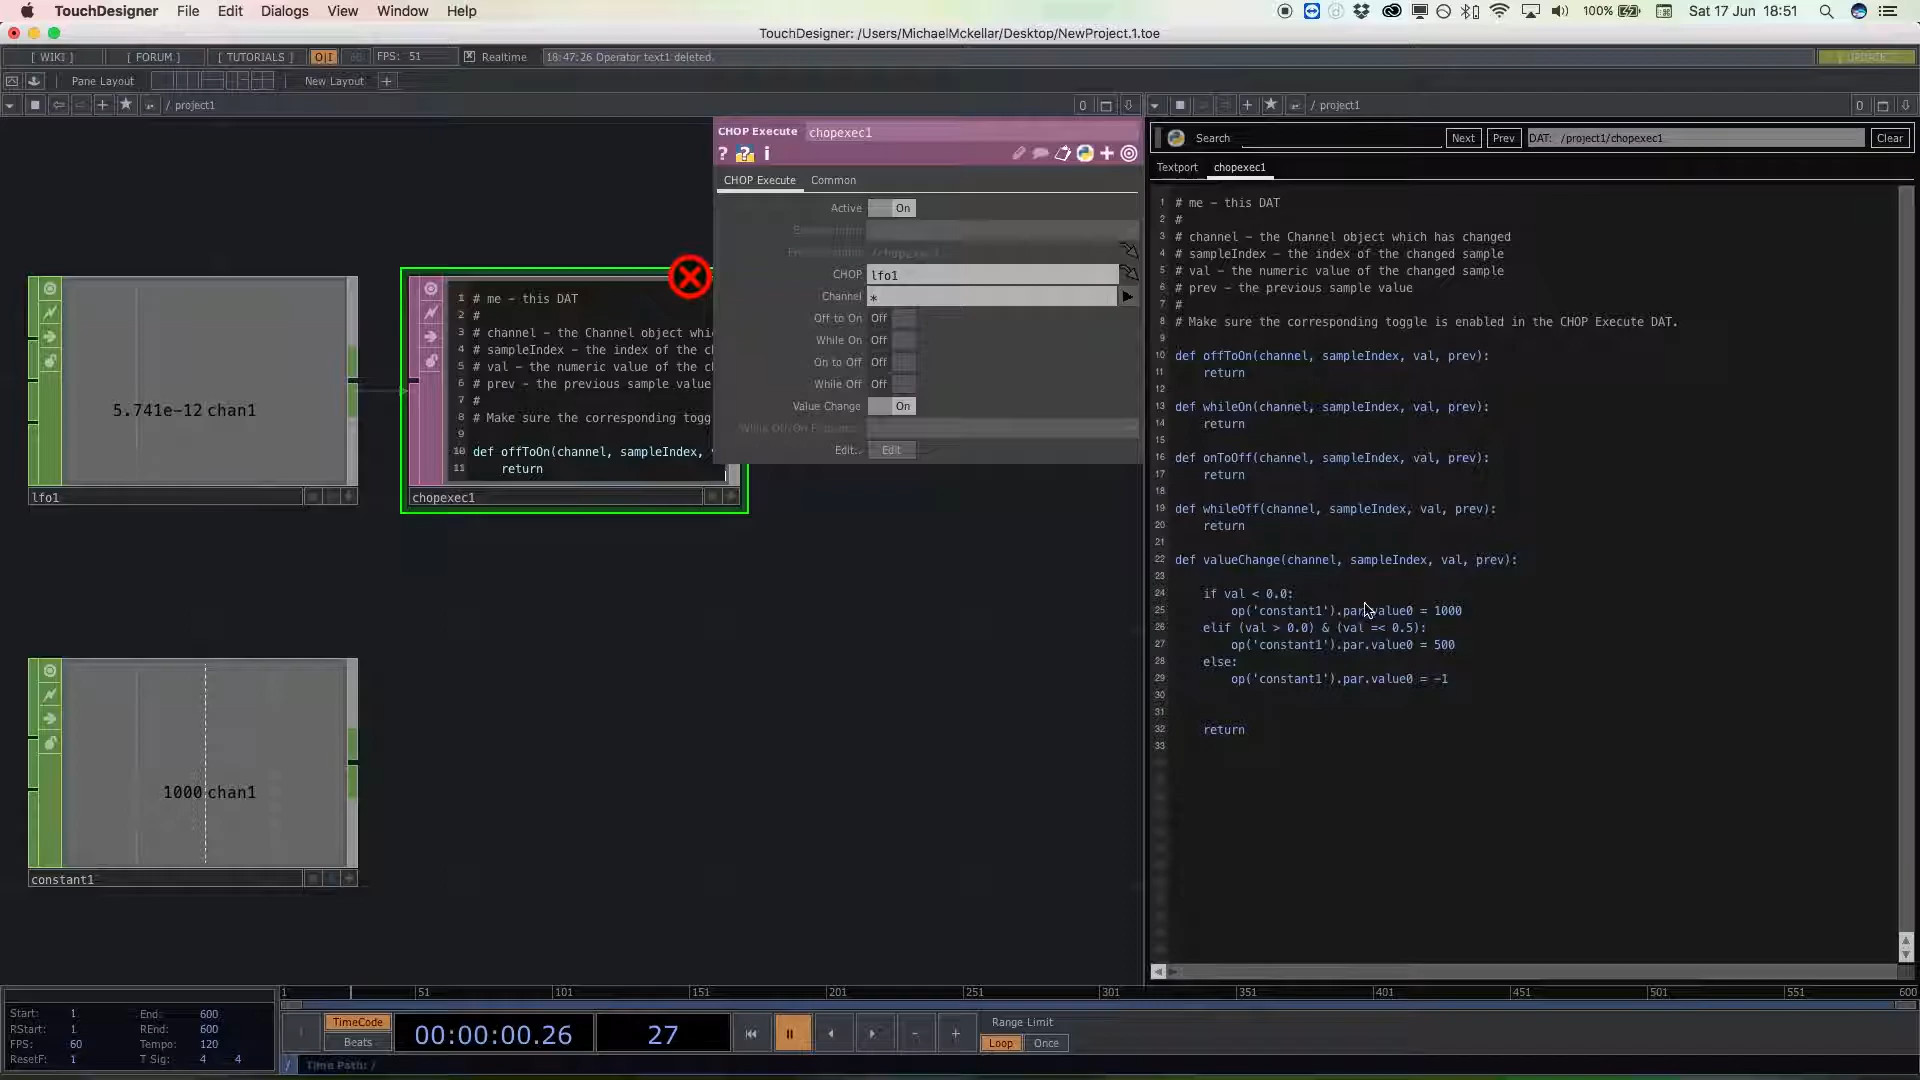 TouchDesigner File Edit Dialogs View Window Help
100% Sat 17 Jun 18:51
TouchDesigner: /Users/MichaelMckellar/Desktop/NewProject.1.toe
[ WIKI ] [ FORUM ] [ TUTORIALS ] O|I FPS: 51 Realtime 18:47:26 Operator text1 deleted. UPDATE
Pane Layout New Layout +
/ project1 0
/ project1 0
CHOP Execute chopexec1
? ? i
CHOP Execute Common
Active On
CHOP lfo1
Channel *
Off to On Off
While On Off
On to Off Off
While Off Off
Value Change On
Edit.. Edit
5.741e-12 chan1
lfo1
1 # me - this DAT
2 #
3 # channel - the Channel object whi
4 # sampleIndex - the index of the c
5 # val - the numeric value of the c
6 # prev - the previous sample value
7 #
8 # Make sure the corresponding togg
9
10 def offToOn(channel, sampleIndex,
11 return
chopexec1
1000 chan1
constant1
Search Next Prev DAT: /project1/chopexec1 Clear
Textport chopexec1
1 # me - this DAT
2 #
3 # channel - the Channel object which has changed
4 # sampleIndex - the index of the changed sample
5 # val - the numeric value of the changed sample
6 # prev - the previous sample value
7 #
8 # Make sure the corresponding toggle is enabled in the CHOP Execute DAT.
9
10 def offToOn(channel, sampleIndex, val, prev):
11 return
12
13 def whileOn(channel, sampleIndex, val, prev):
14 return
15
16 def onToOff(channel, sampleIndex, val, prev):
17 return
18
19 def whileOff(channel, sampleIndex, val, prev):
20 return
21
22 def valueChange(channel, sampleIndex, val, prev):
23
24 if val < 0.0:
25 op('constant1').par.value0 = 1000
26 elif (val > 0.0) & (val =< 0.5):
27 op('constant1').par.value0 = 500
28 else:
29 op('constant1').par.value0 = -1
30
31
32 return
33
1 51 101 151 201 251 301 351 401 451 501 551 600
Start: 1 End: 600
RStart: 1 REnd: 600
FPS: 60 Tempo: 120
ResetF: 1 T Sig: 4 4
TimeCode
Beats
00:00:00.26 27
- +
Range Limit
Loop Once
/ Time Path: /